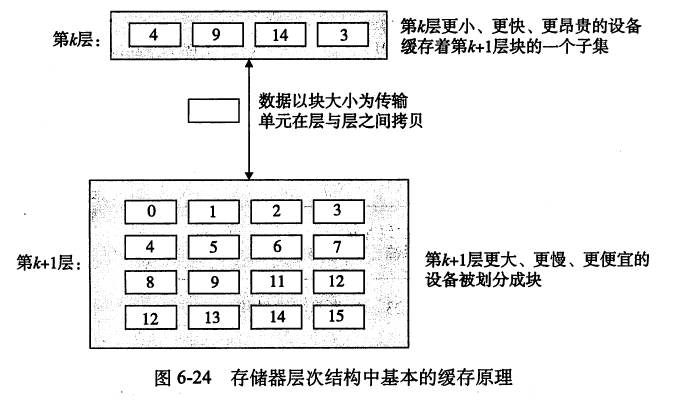 第k层：
4 9 14 3
第k层更小、更快、更昂贵的设备
缓存着第k+1层块的一个子集
数据以块大小为传输
单元在层与层之间拷贝
第k+1层：
0 1 2 3
4 5 6 7
8 9 11 12
12 13 14 15
第k+1层更大、更慢、更便宜的
设备被划分成块
图 6-24 存储器层次结构中基本的缓存原理